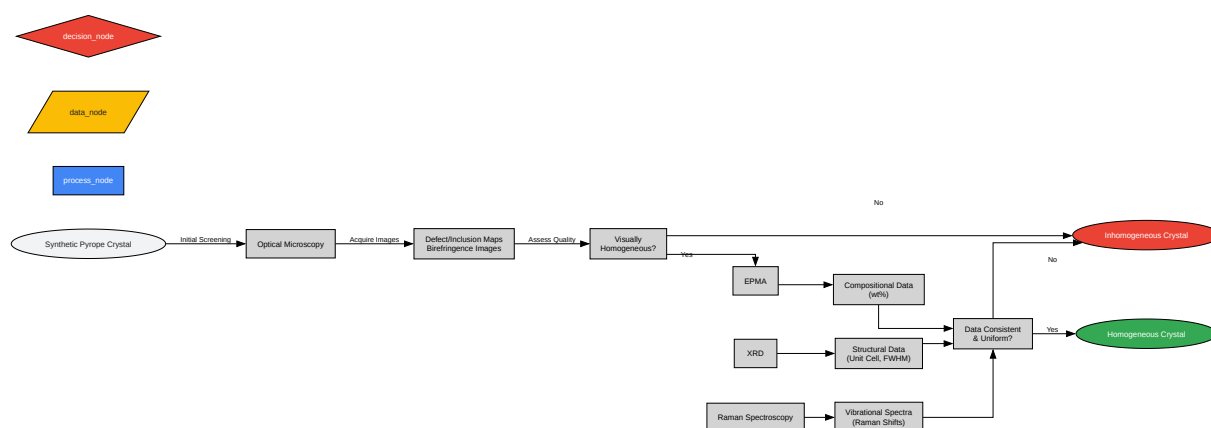 decision_node
data_node
process_node
Synthetic Pyrope Crystal
Initial Screening
Optical Microscopy
Acquire Images
Defect/Inclusion Maps
Birefringence Images
Assess Quality
Visually
Homogeneous?
No
Yes
Inhomogeneous Crystal
EPMA
Compositional Data
(wt%)
No
XRD
Structural Data
(Unit Cell, FWHM)
Data Consistent
& Uniform?
Yes
Homogeneous Crystal
Raman Spectroscopy
Vibrational Spectra
(Raman Shifts)